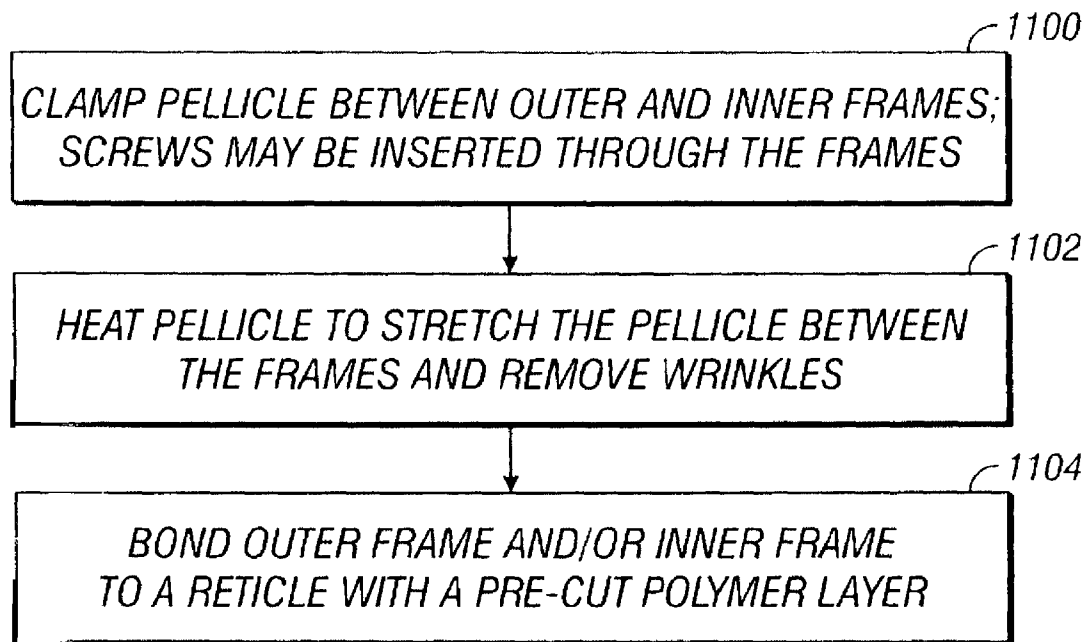 1100
CLAMP PELLICLE BETWEEN OUTER AND INNER FRAMES;
SCREWS MAY BE INSERTED THROUGH THE FRAMES
1102
HEAT PELLICLE TO STRETCH THE PELLICLE BETWEEN
THE FRAMES AND REMOVE WRINKLES
1104
BOND OUTER FRAME AND/OR INNER FRAME
TO A RETICLE WITH A PRE-CUT POLYMER LAYER